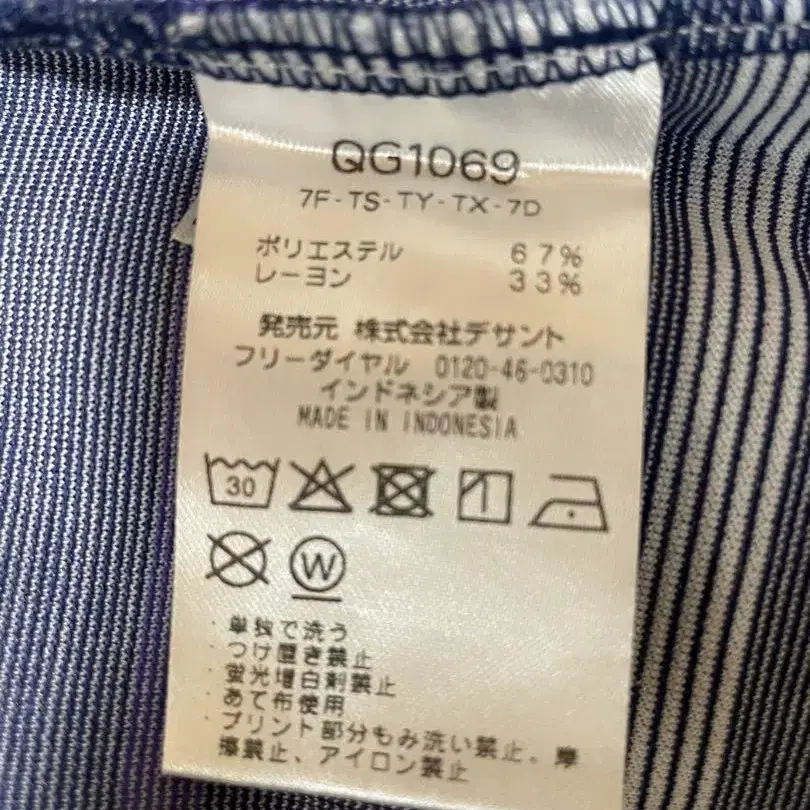 QG1069
7F-TS-TY-TX-7D
ポリエステル 67%
レーヨン 33%
発売元 株式会社デサント
フリーダイヤル 0120-46-0310
インドネシア製
MADE IN INDONESIA
30
W
・単独で洗う
・つけ置き禁止
・蛍光増白剤禁止
・あて布使用
・プリント部分もみ洗い禁止。摩
擦禁止、アイロン禁止